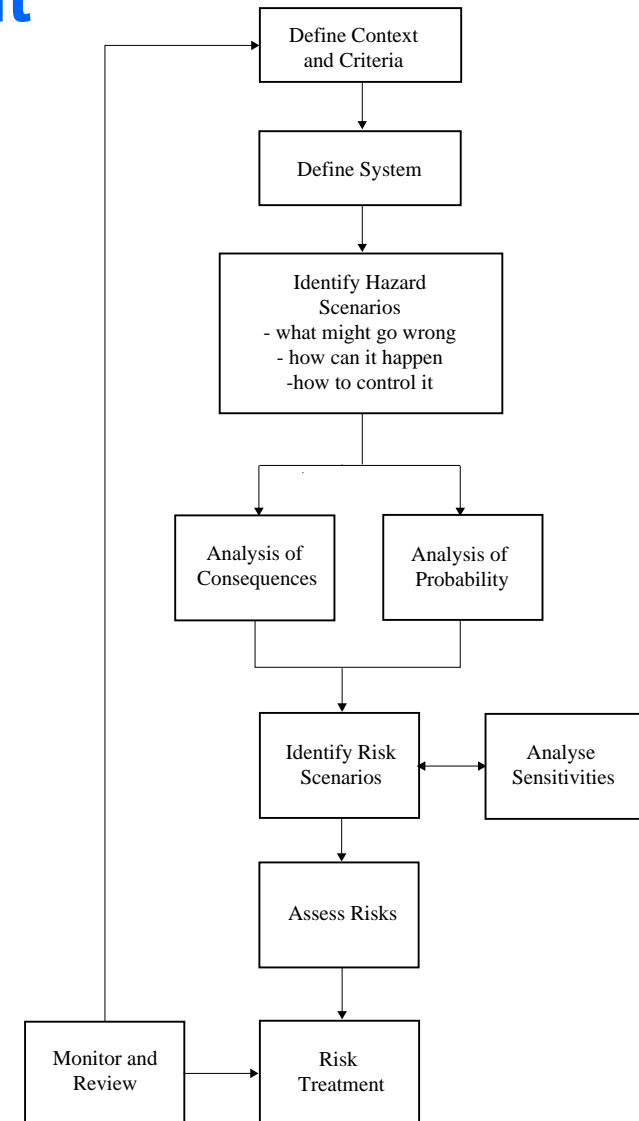 Define Context
and Criteria
Define System
Identify Hazard
Scenarios
- what might go wrong
- how can it happen
-how to control it
Analysis of
Consequences
Analysis of
Probability
Identify Risk
Scenarios
Analyse
Sensitivities
Assess Risks
Monitor and
Review
Risk
Treatment